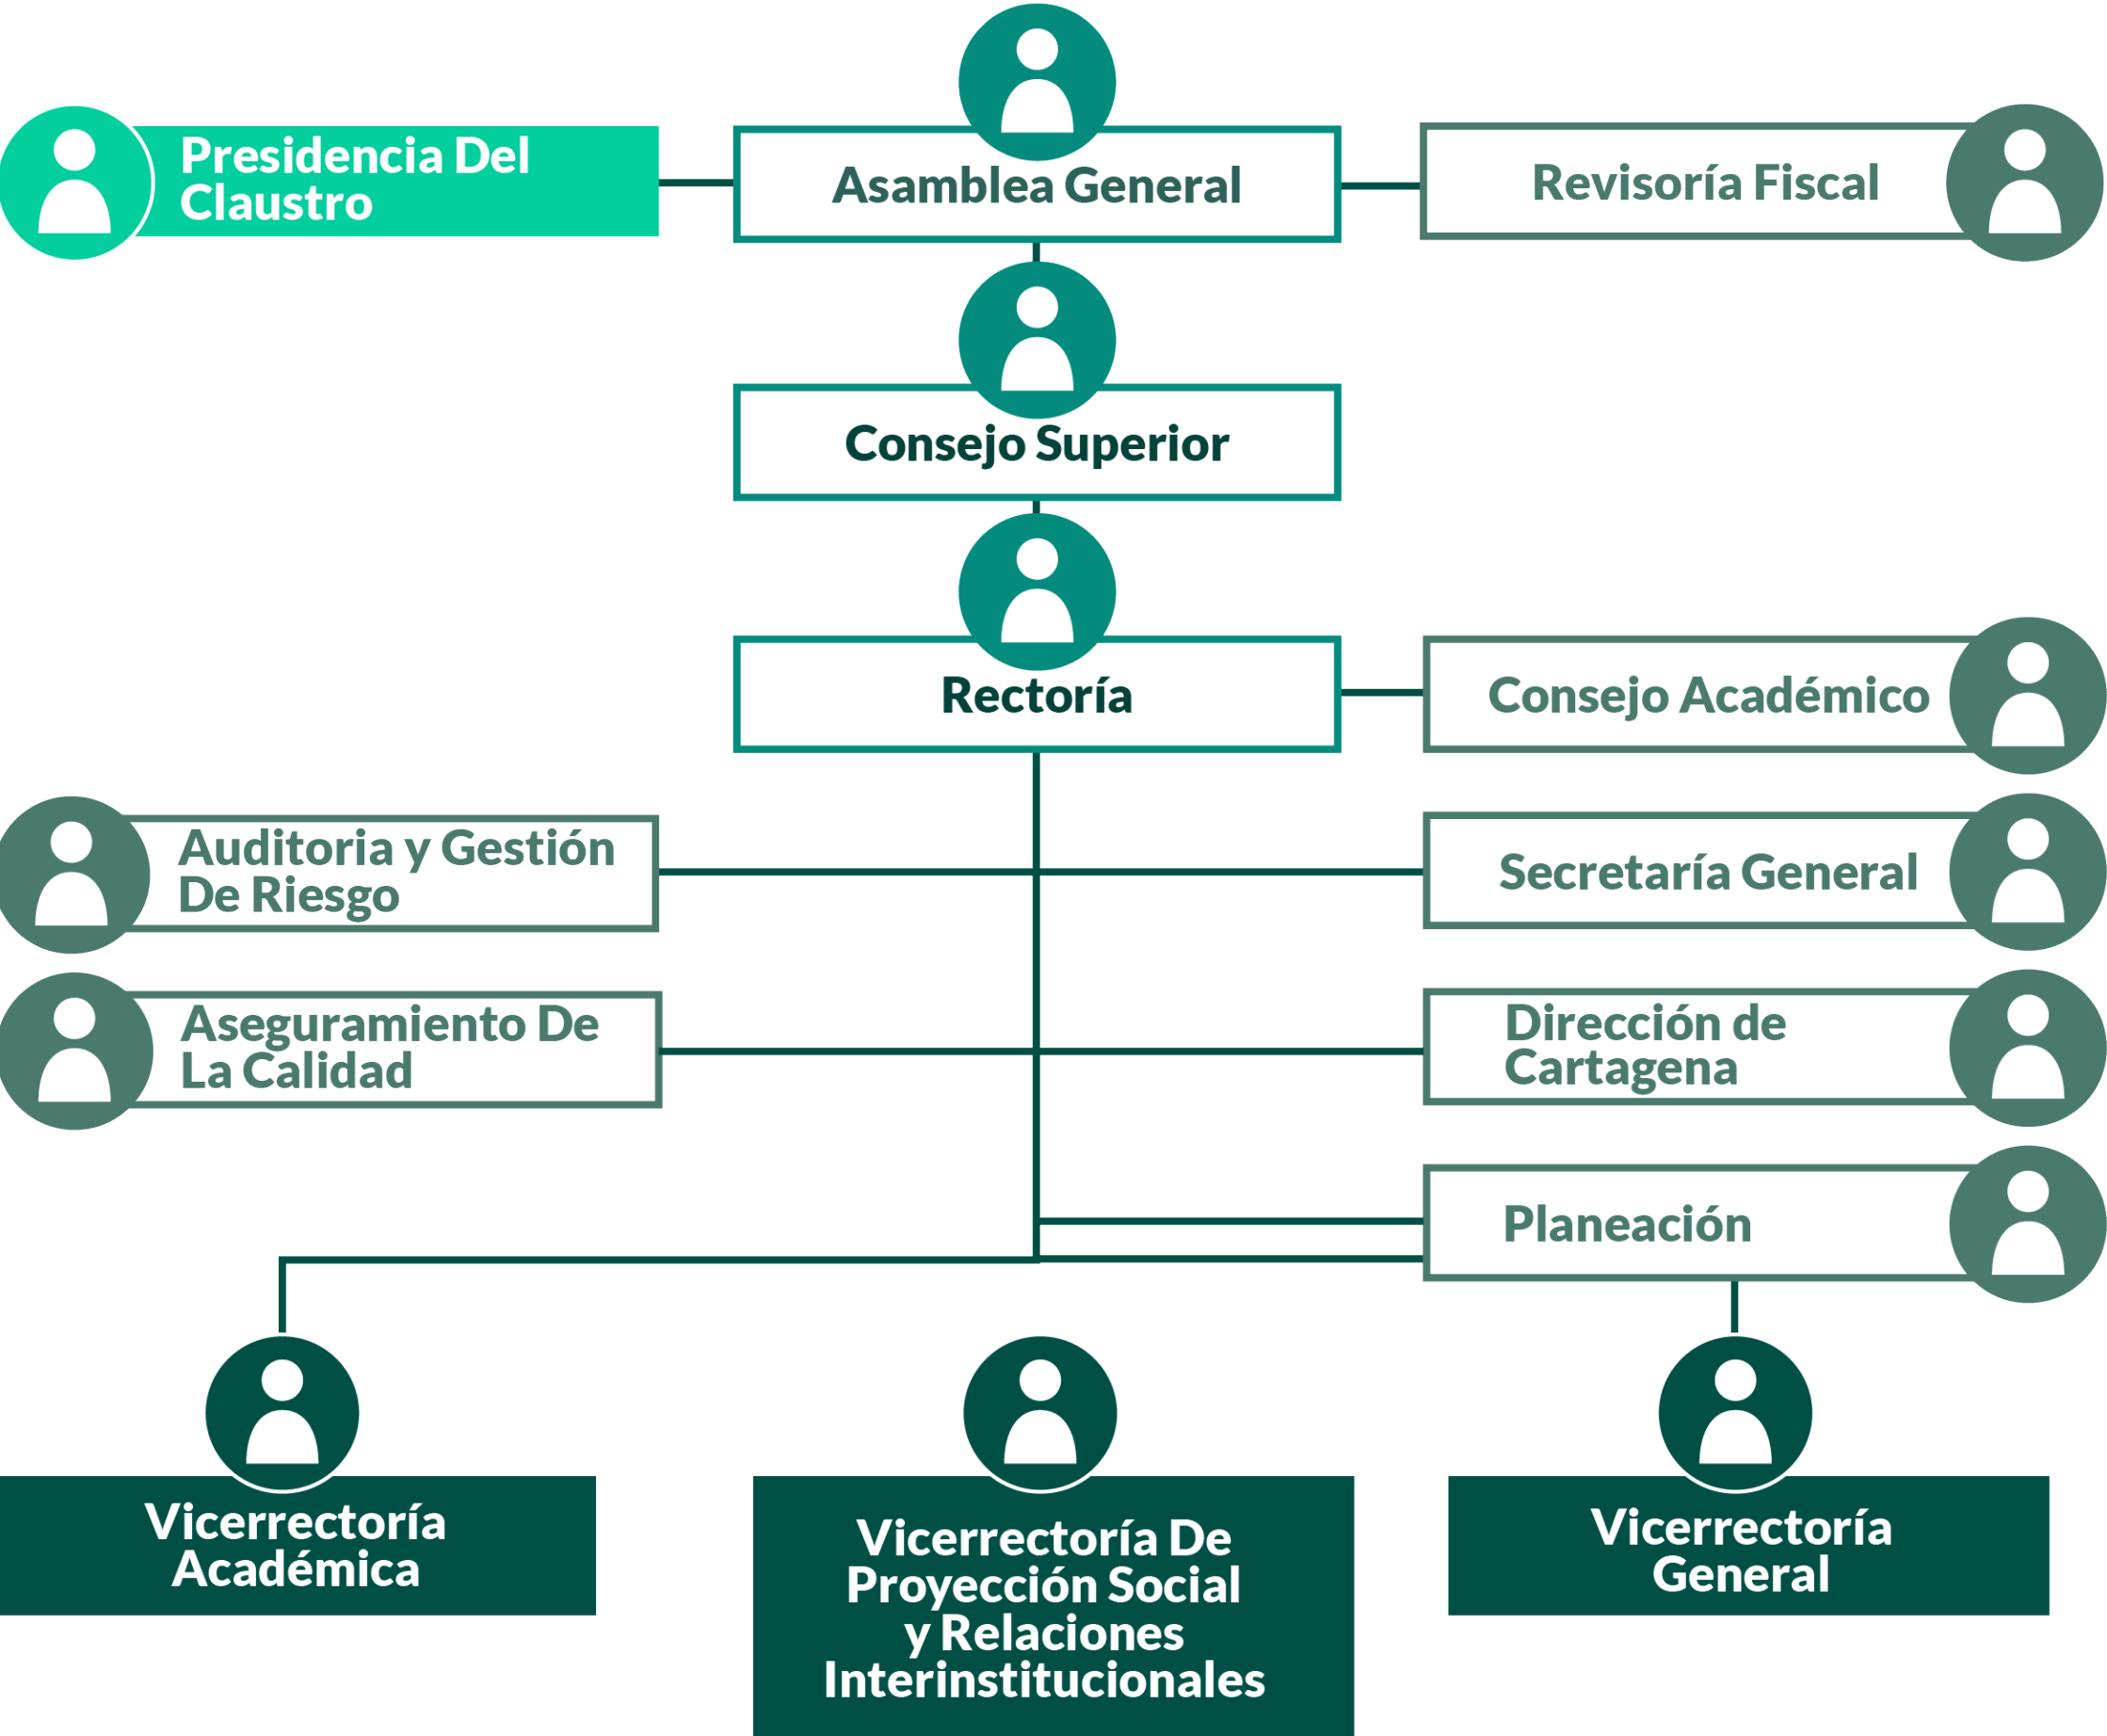 Presidencia Del
Claustro
Asamblea General
Revisoría Fiscal
Consejo Superior
Rectoría
Consejo Académico
Auditoria y Gestión
De Riesgo
Secretaría General
Aseguramiento De
La Calidad
Dirección de
Cartagena
Planeación
Vicerrectoría
Académica
Vicerrectoría De
Proyección Social
y Relaciones
Interinstitucionales
Vicerrectoría
General